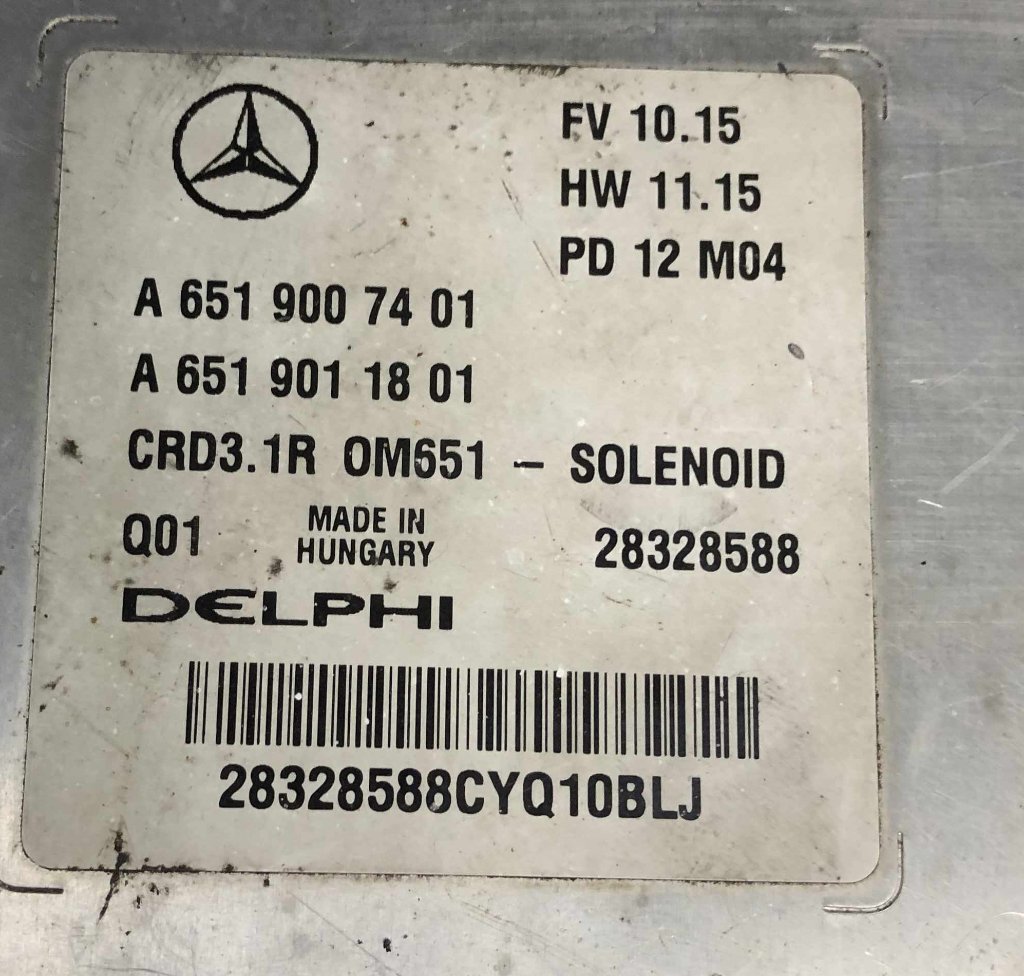 FV 10.15
HW 11.15
PD 12 M04
A 651 900 74 01
A 651 901 18 01
CRD3.1R OM651 – SOLENOID
Q01 MADE IN HUNGARY 28328588
DELPHI
28328588CYQ10BLJ